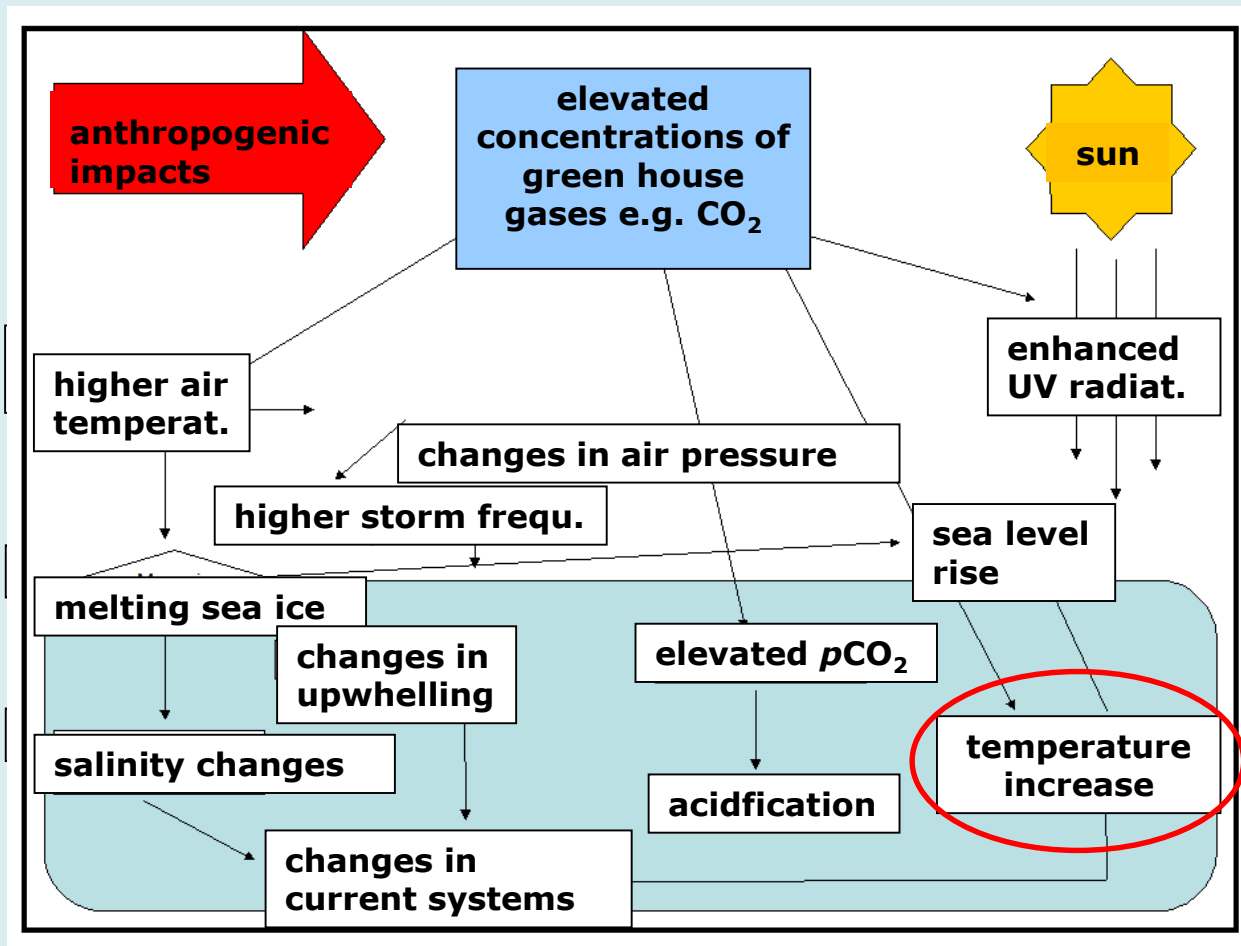 anthropogenic
impacts
elevated
concentrations of
green house
gases e.g. CO₂
sun
higher air
temperat.
enhanced
UV radiat.
changes in air pressure
higher storm frequ.
sea level
rise
melting sea ice
changes in
upwhelling
elevated pCO₂
salinity changes
temperature
increase
acidfication
changes in
current systems